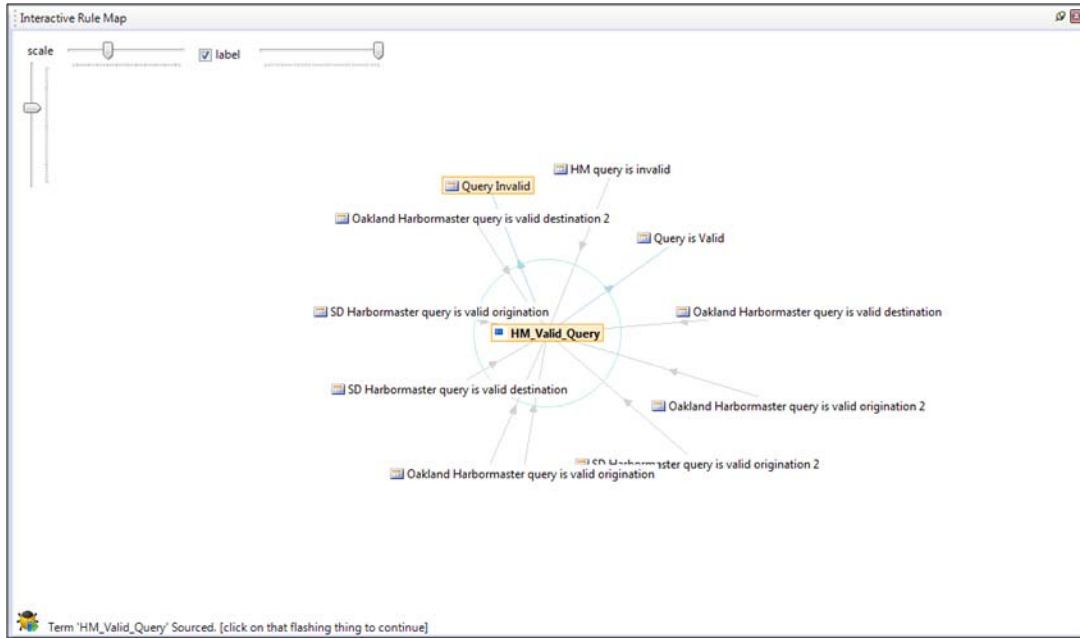 Interactive Rule Map
scale
label
HM query is invalid
Query Invalid
Oakland Harbormaster query is valid destination 2
Query is Valid
SD Harbormaster query is valid origination
Oakland Harbormaster query is valid destination
HM_Valid_Query
SD Harbormaster query is valid destination
Oakland Harbormaster query is valid origination 2
SD Harbormaster query is valid origination 2
Oakland Harbormaster query is valid origination
Term 'HM_Valid_Query' Sourced. [click on that flashing thing to continue]